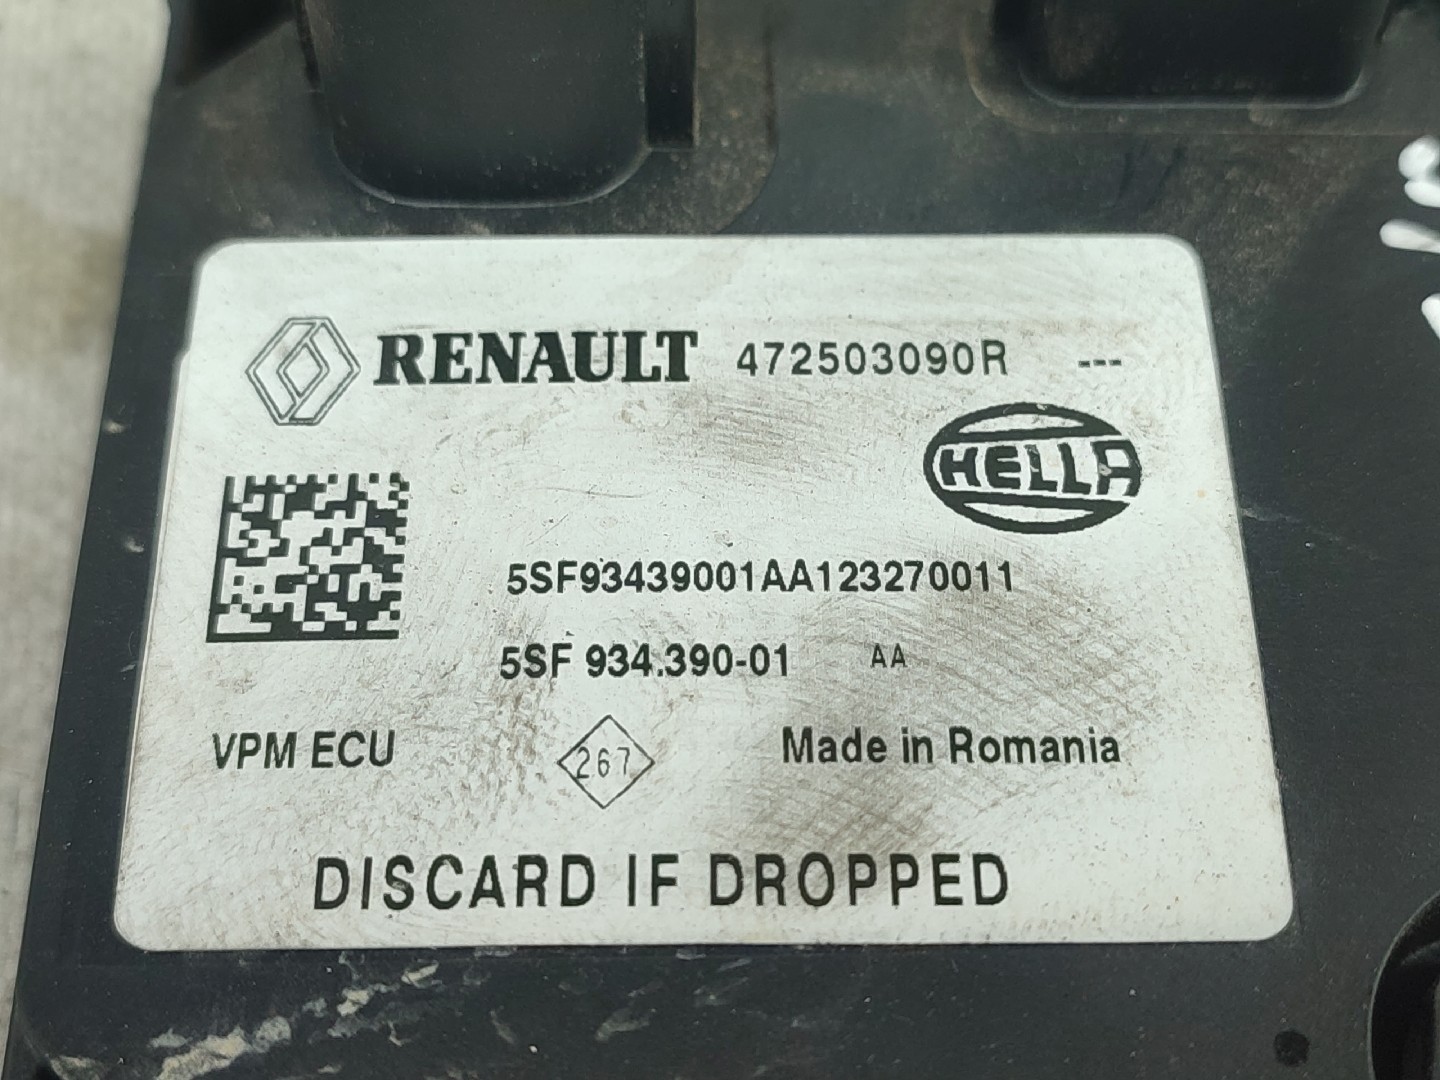 RENAULT 472503090R ---
HELLA
5SF93439001AA123270011
5SF 934.390-01 AA
VPM ECU 267 Made in Romania
DISCARD IF DROPPED